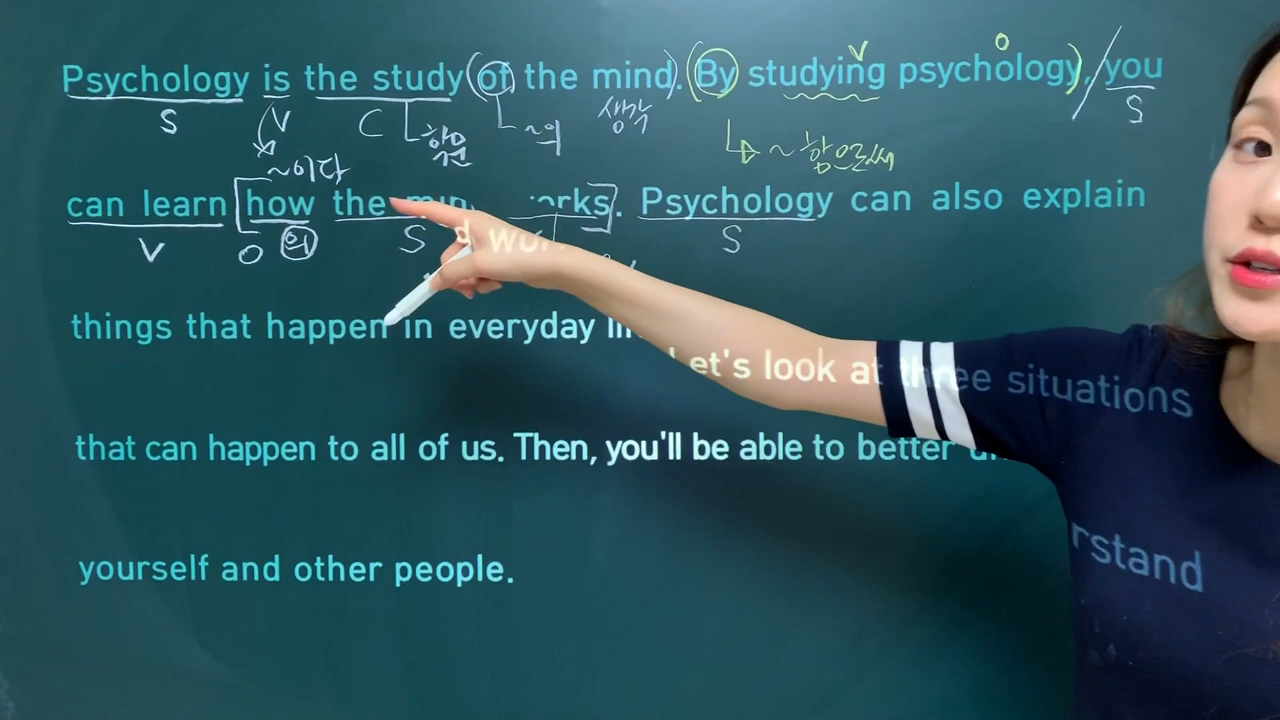 Psychology is the study of the mind. By studying psychology, you
S V C ~의 생각 S
~이다 ~함으로써
can learn how the mind works. Psychology can also explain
V O 의 S S
things that happen in everyday
Let's look at three situations
that can happen to all of us. Then, you'll be able to better understand
yourself and other people.